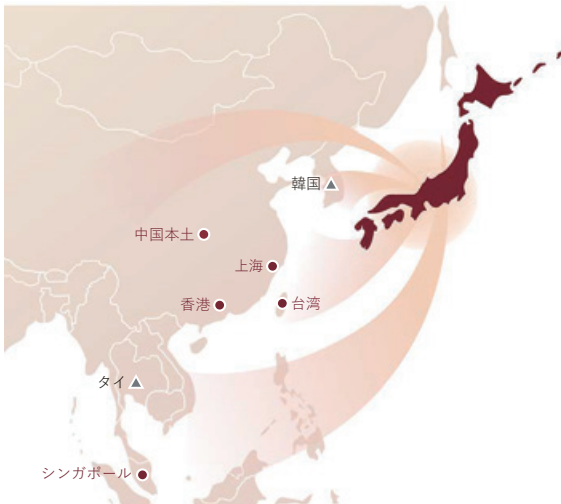 韓国
中国本土
上海
香港
台湾
タイ
シンガポール